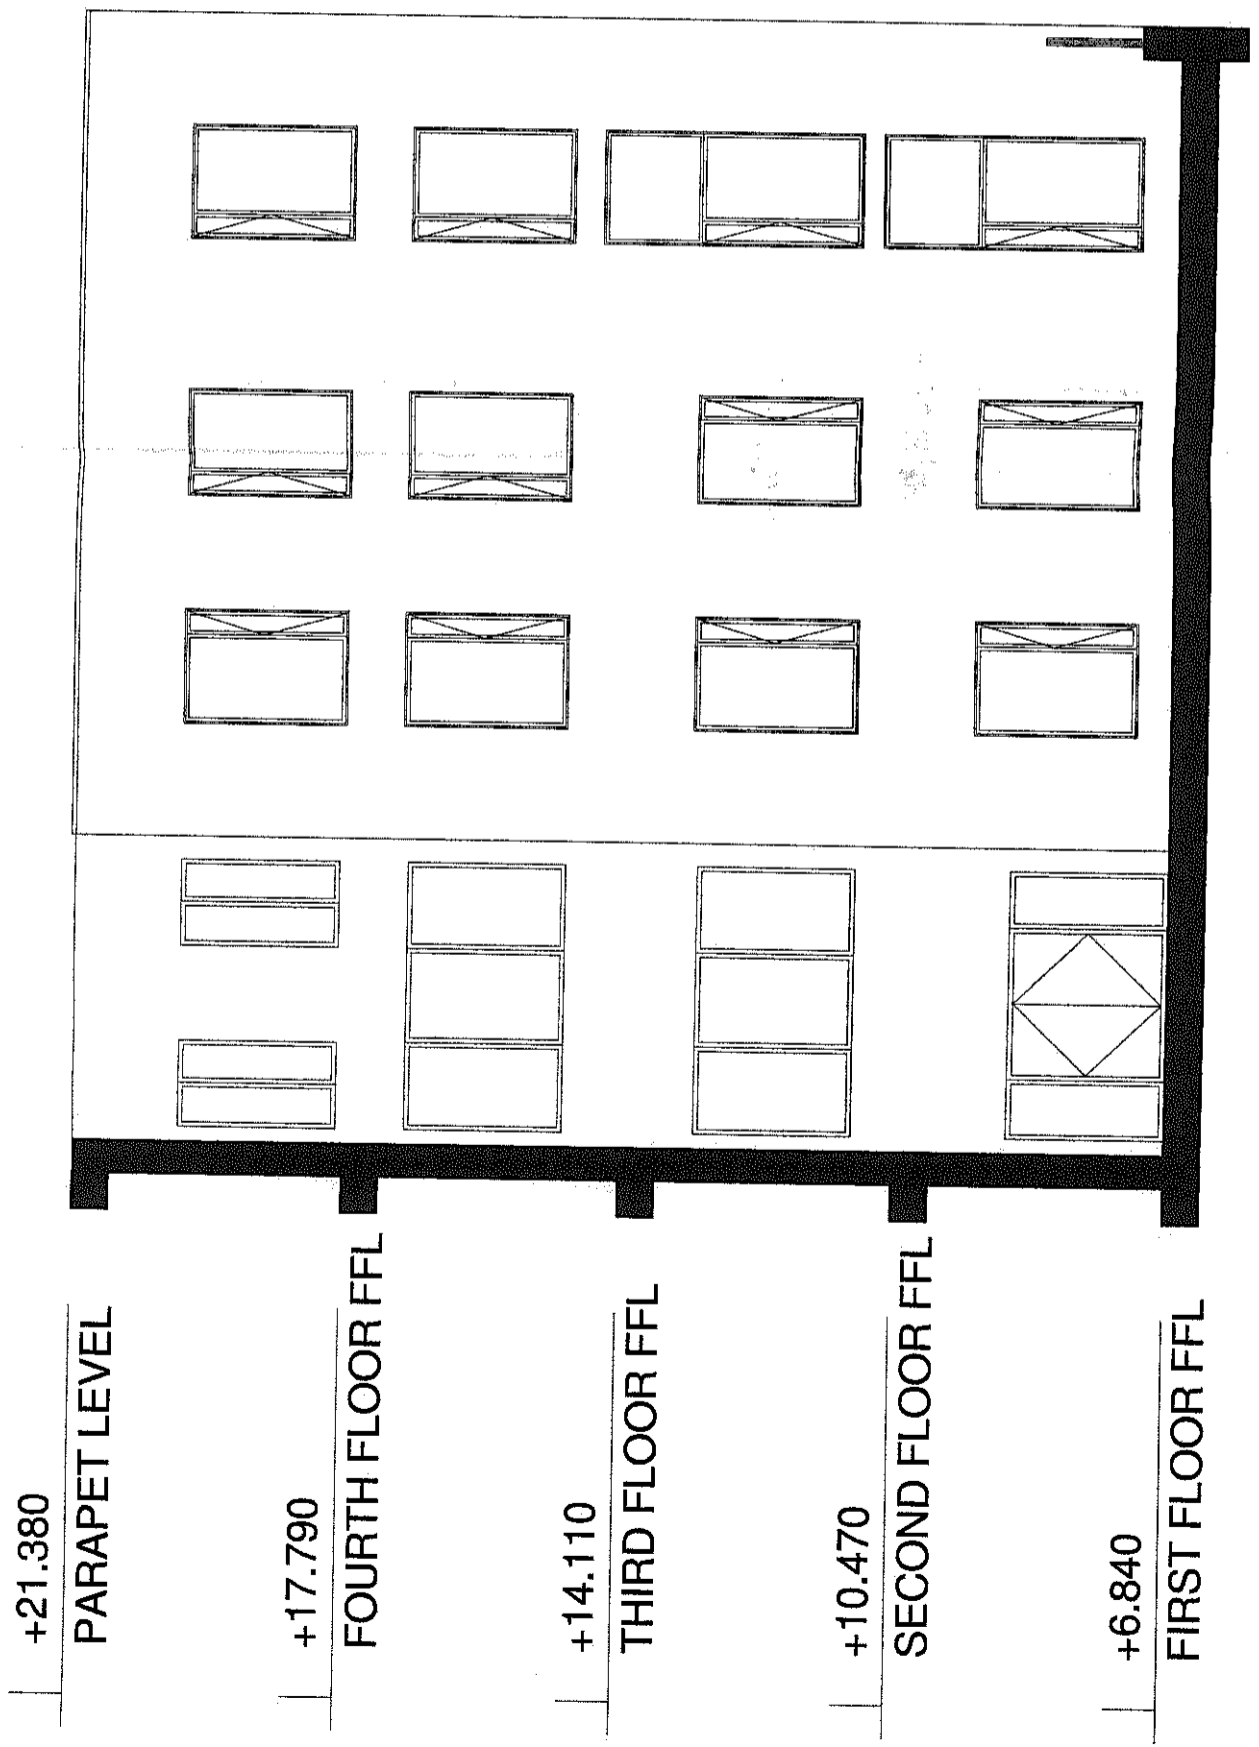 +21.380
PARAPET LEVEL
+17.790
FOURTH FLOOR FFL
+14.110
THIRD FLOOR FFL
+10.470
SECOND FLOOR FFL
+6.840
FIRST FLOOR FFL